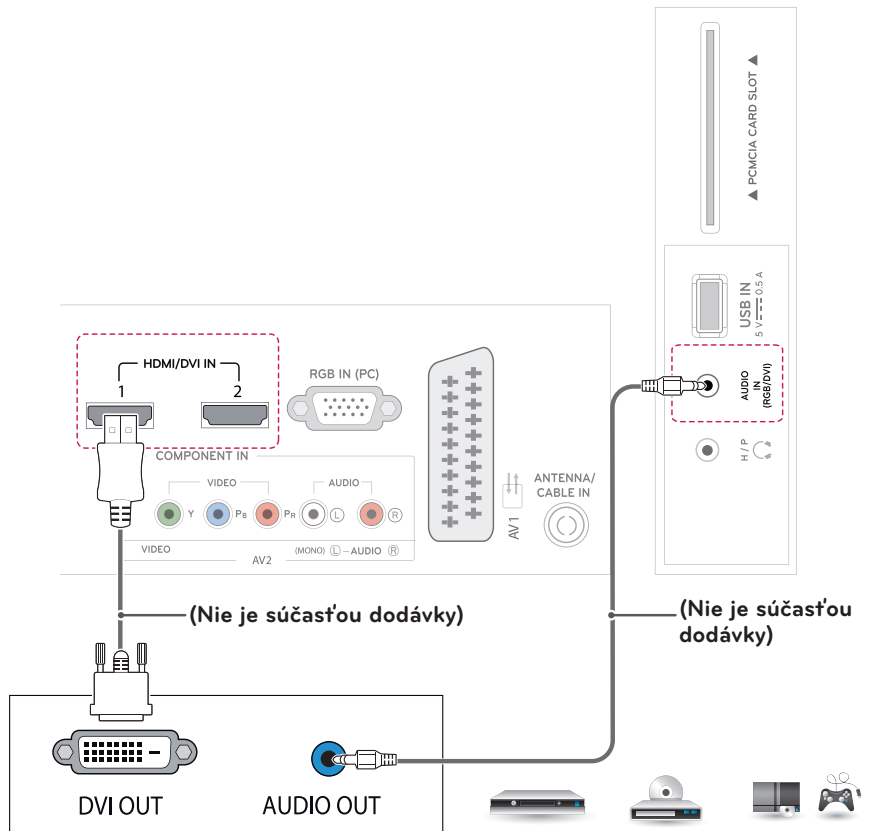 ▲ PCMCIA CARD SLOT ▲
USB IN
5 V 0.5 A
AUDIO
IN
(RGB/DVI)
H / P
HDMI/DVI IN
1
2
RGB IN (PC)
COMPONENT IN
VIDEO
AUDIO
Y
PB
PR
L
R
VIDEO
(MONO) L – AUDIO R
AV2
AV1
ANTENNA/
CABLE IN
(Nie je súčasťou dodávky)
(Nie je súčasťou
dodávky)
DVI OUT
AUDIO OUT